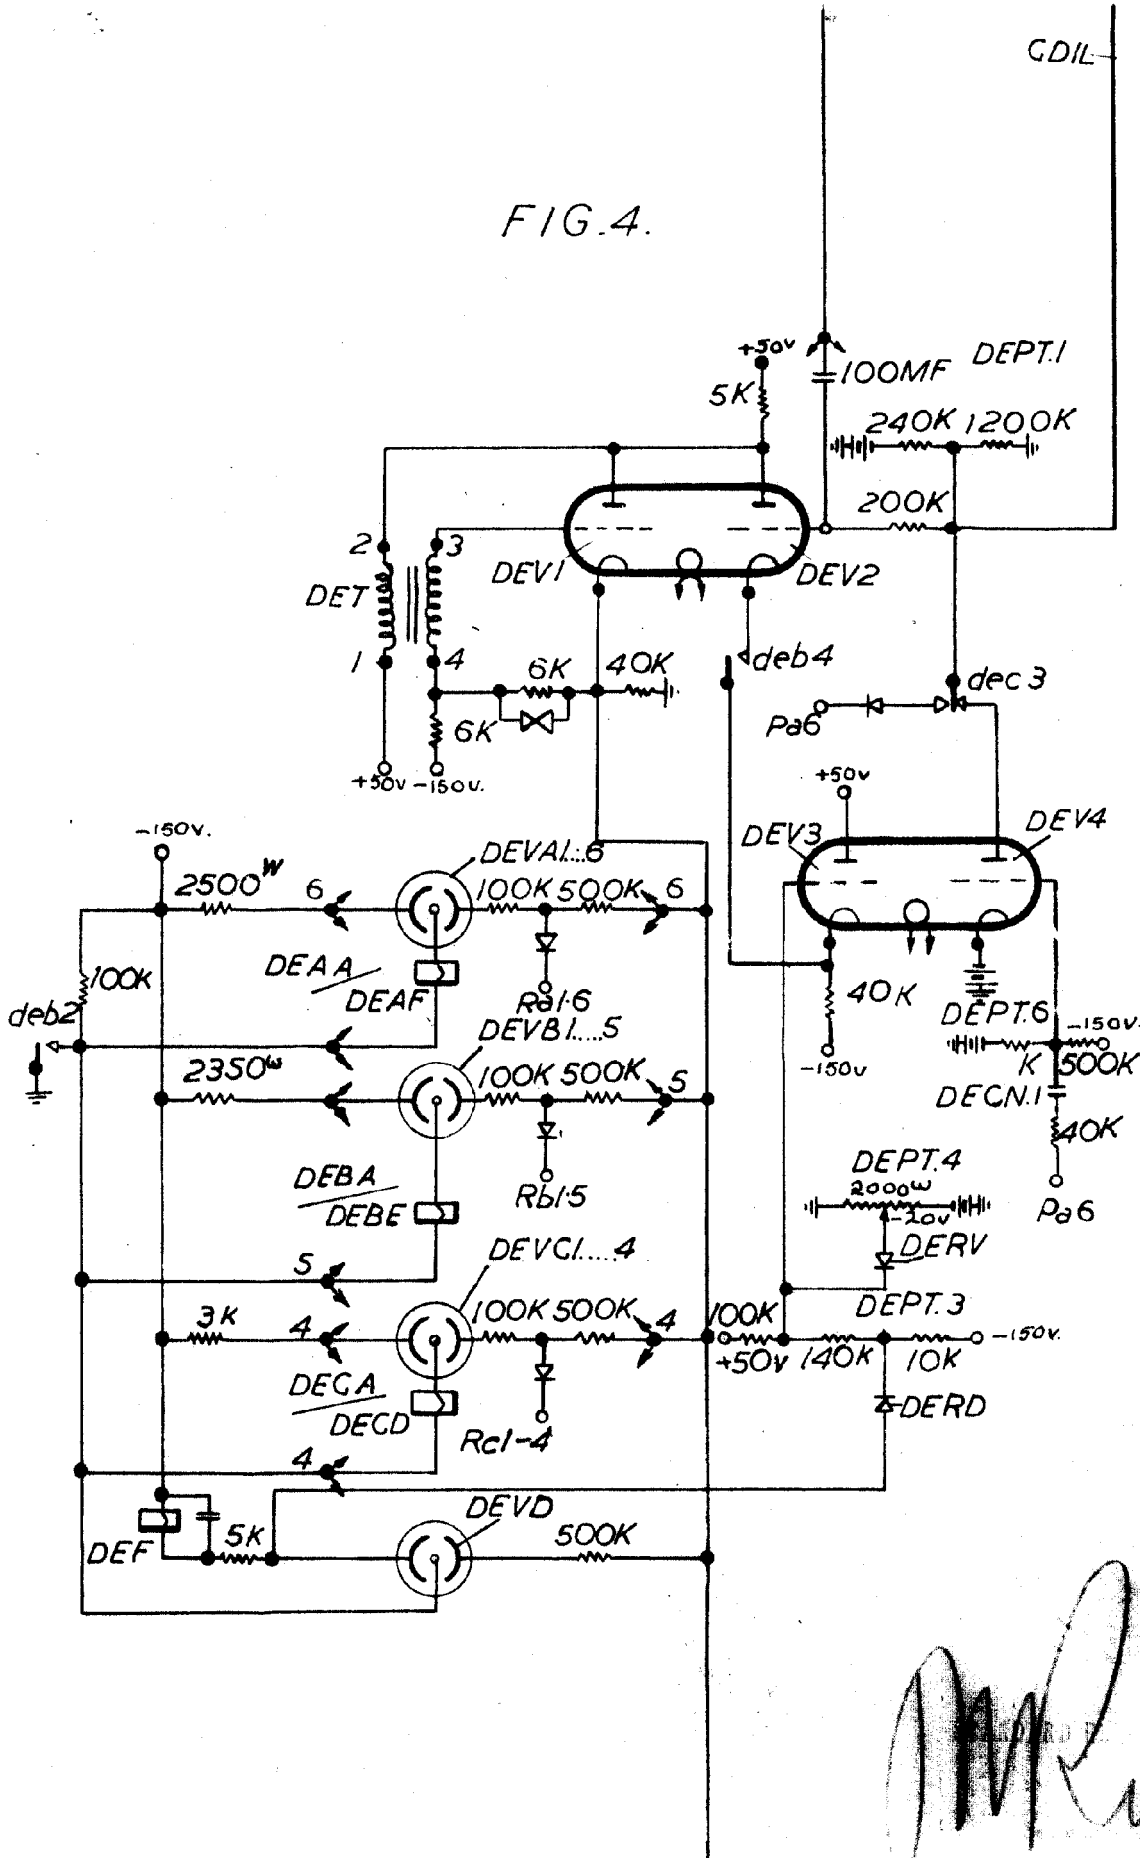 GDIL
FIG.4.
+50v
DEPT.1
100MF
5K
240K 1200K
200K
2 3
DEV1
DEV2
DET
1 4
6K 40K
deb4
dec3
6K
Pa6
+50v -150v.
+50v
DEV3
DEV4
-150v.
DEVA1...6
2500ω
6
100K 500K
6
100K
DEAA
DEAF
Ra1·6
40K
deb2
DEVB1....5
DEPT.6
-150v.
2350ω
100K 500K
5
-150v
K
500K
DECN.1
40K
DEBA
DEBE
Rb1·5
DEPT.4
2000ω
-20v
Pa6
DEVC1....4
DERV
5
3K
4
100K 500K
4
100K
DEPT.3
+50v
140K
10K
-150v.
DECA
DECD
Rc1-4
DERD
4
DEVD
DEF
5K
500K